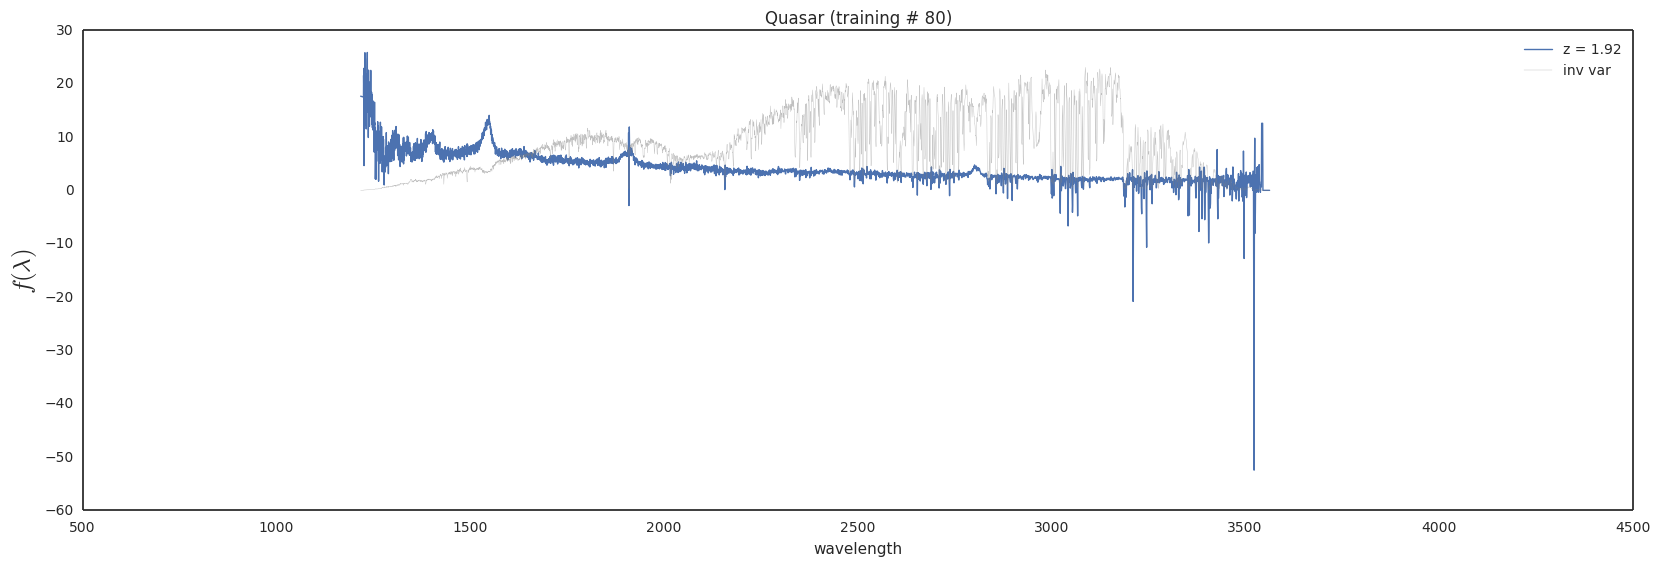 Quasar (training # 80)
30
20
10
0
−10
−20
−30
−40
−50
−60
f(λ)
z = 1.92
inv var
500 1000 1500 2000 2500 3000 3500 4000 4500
wavelength